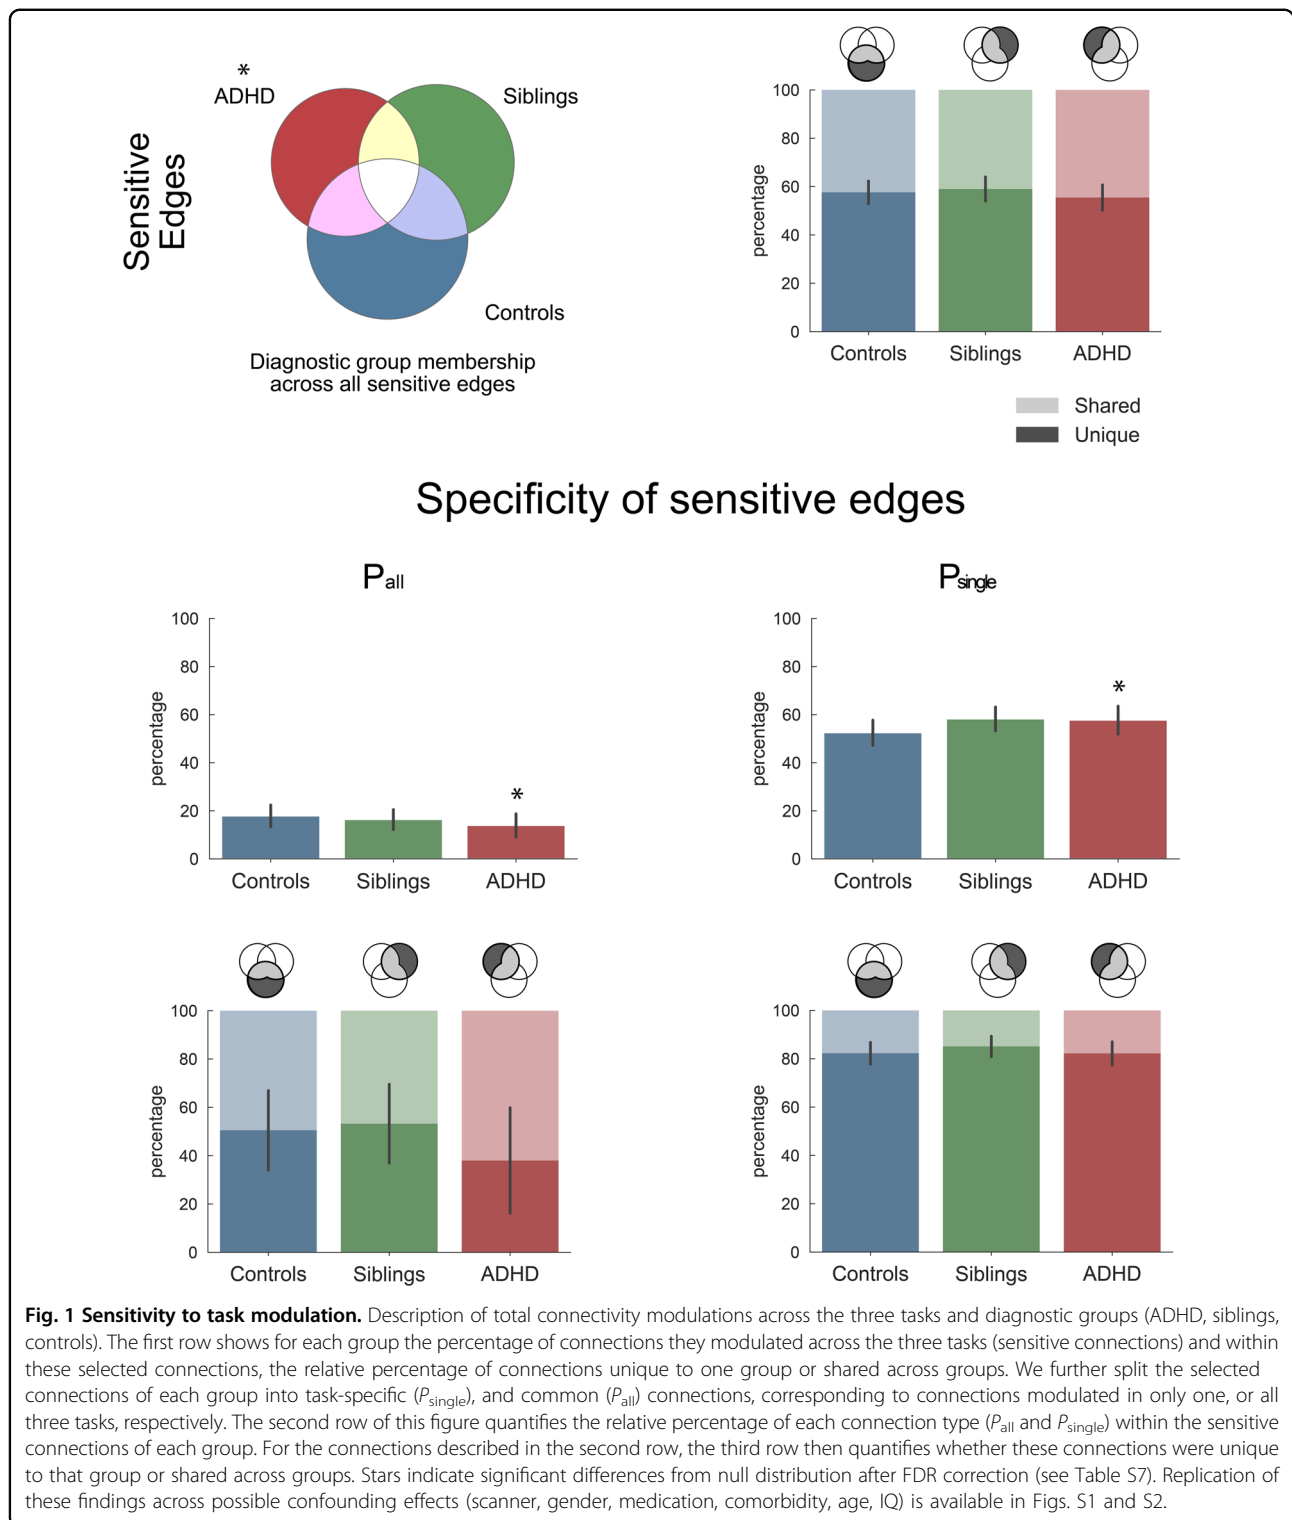 *
ADHD
Siblings
Sensitive
Edges
Controls
Diagnostic group membership
across all sensitive edges
percentage
100
80
60
40
20
0
Controls
Siblings
ADHD
Shared
Unique
Specificity of sensitive edges
Pall
percentage
100
80
60
40
20
0
*
Controls
Siblings
ADHD
Psingle
percentage
100
80
60
40
20
0
*
Controls
Siblings
ADHD
percentage
100
80
60
40
20
0
Controls
Siblings
ADHD
percentage
100
80
60
40
20
0
Controls
Siblings
ADHD
Fig. 1 Sensitivity to task modulation. Description of total connectivity modulations across the three tasks and diagnostic groups (ADHD, siblings,
controls). The first row shows for each group the percentage of connections they modulated across the three tasks (sensitive connections) and within
these selected connections, the relative percentage of connections unique to one group or shared across groups. We further split the selected
connections of each group into task-specific (Psingle), and common (Pall) connections, corresponding to connections modulated in only one, or all
three tasks, respectively. The second row of this figure quantifies the relative percentage of each connection type (Pall and Psingle) within the sensitive
connections of each group. For the connections described in the second row, the third row then quantifies whether these connections were unique
to that group or shared across groups. Stars indicate significant differences from null distribution after FDR correction (see Table S7). Replication of
these findings across possible confounding effects (scanner, gender, medication, comorbidity, age, IQ) is available in Figs. S1 and S2.